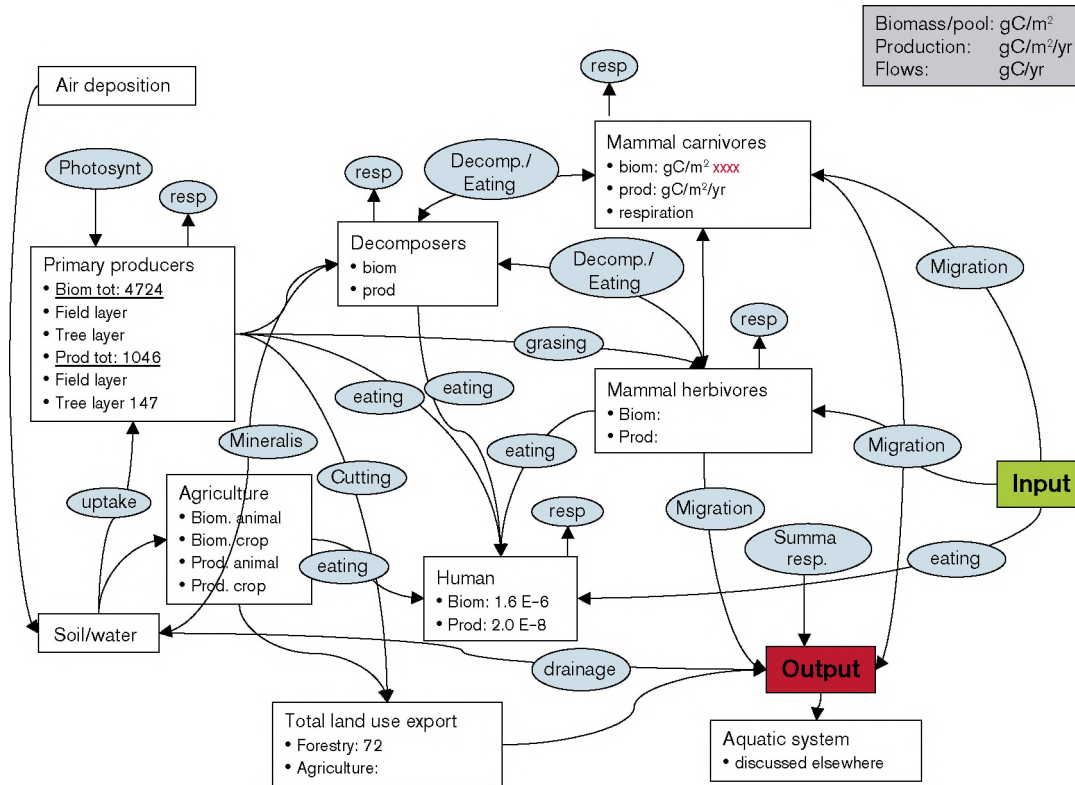 Biomass/pool: gC/m²
Production: gC/m²/yr
Flows: gC/yr
Air deposition
resp
Mammal carnivores
• biom: gC/m² xxxx
• prod: gC/m²/yr
• respiration
Photosynt
resp
resp
Decomp./
Eating
Decomposers
• biom
• prod
Decomp./
Eating
Migration
Primary producers
• Biom tot: 4724
• Field layer
• Tree layer
• Prod tot: 1046
• Field layer
• Tree layer 147
grasing
resp
Mammal herbivores
• Biom:
• Prod:
eating
eating
eating
Mineralis
Migration
Input
Cutting
uptake
Agriculture
• Biom. animal
• Biom. crop
• Prod. animal
• Prod. crop
Migration
resp
Summa
resp.
eating
eating
Human
• Biom: 1.6 E–6
• Prod: 2.0 E–8
Soil/water
drainage
Output
Total land use export
• Forestry: 72
• Agriculture:
Aquatic system
• discussed elsewhere